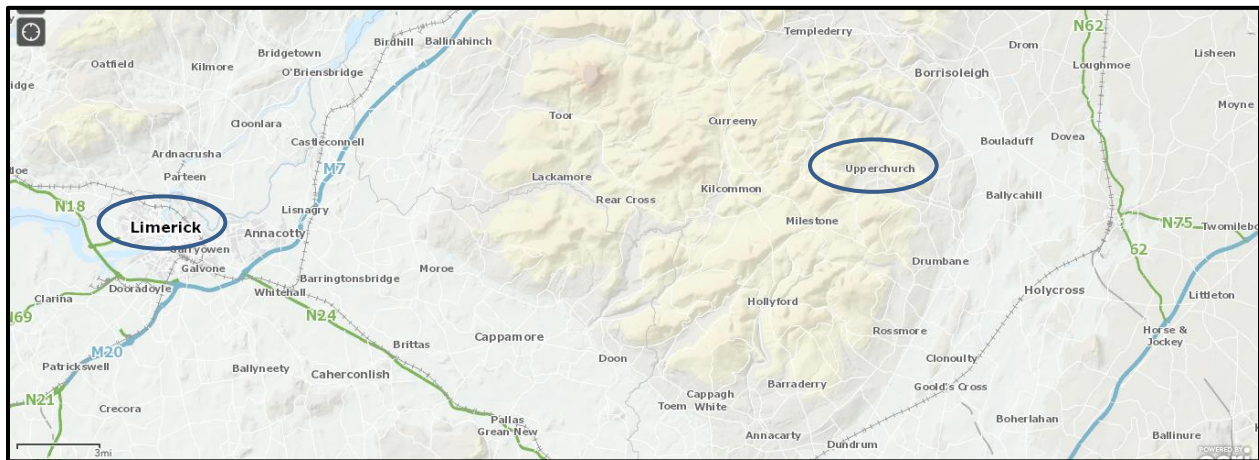 N62
Templederry
Drom
Lisheen
Birdhill
Ballinahinch
Bridgetown
Oatfield
Kilmore
O'Briensbridge
Loughmoe
Borrisoleigh
Moyne
Toor
Curreeny
Cloonlara
Castleconnell
Bouladuff
Dovea
Ardnacrusha
Parteen
M7
Lackamore
Upperchurch
Rear Cross
Kilcommon
Ballycahill
N18
Limerick
Lisnagry
Annacotty
Milestone
N75
62
Galvone
Moroe
Barringtonsbridge
Drumbane
Dooradoyle
Whitehall
Clarina
Hollyford
Holycross
Littleton
N24
Cappamore
Rossmore
Horse &
Jockey
M20
Brittas
Doon
Clonoulty
Patrickswell
Ballyneety
Caherconlish
Barraderry
Goold's Cross
N21
Crecora
Cappagh
White
Toem
Pallas
Grean New
Boherlahan
Annacarty
Dundrum
Ballinure
3mi
POWERED BY